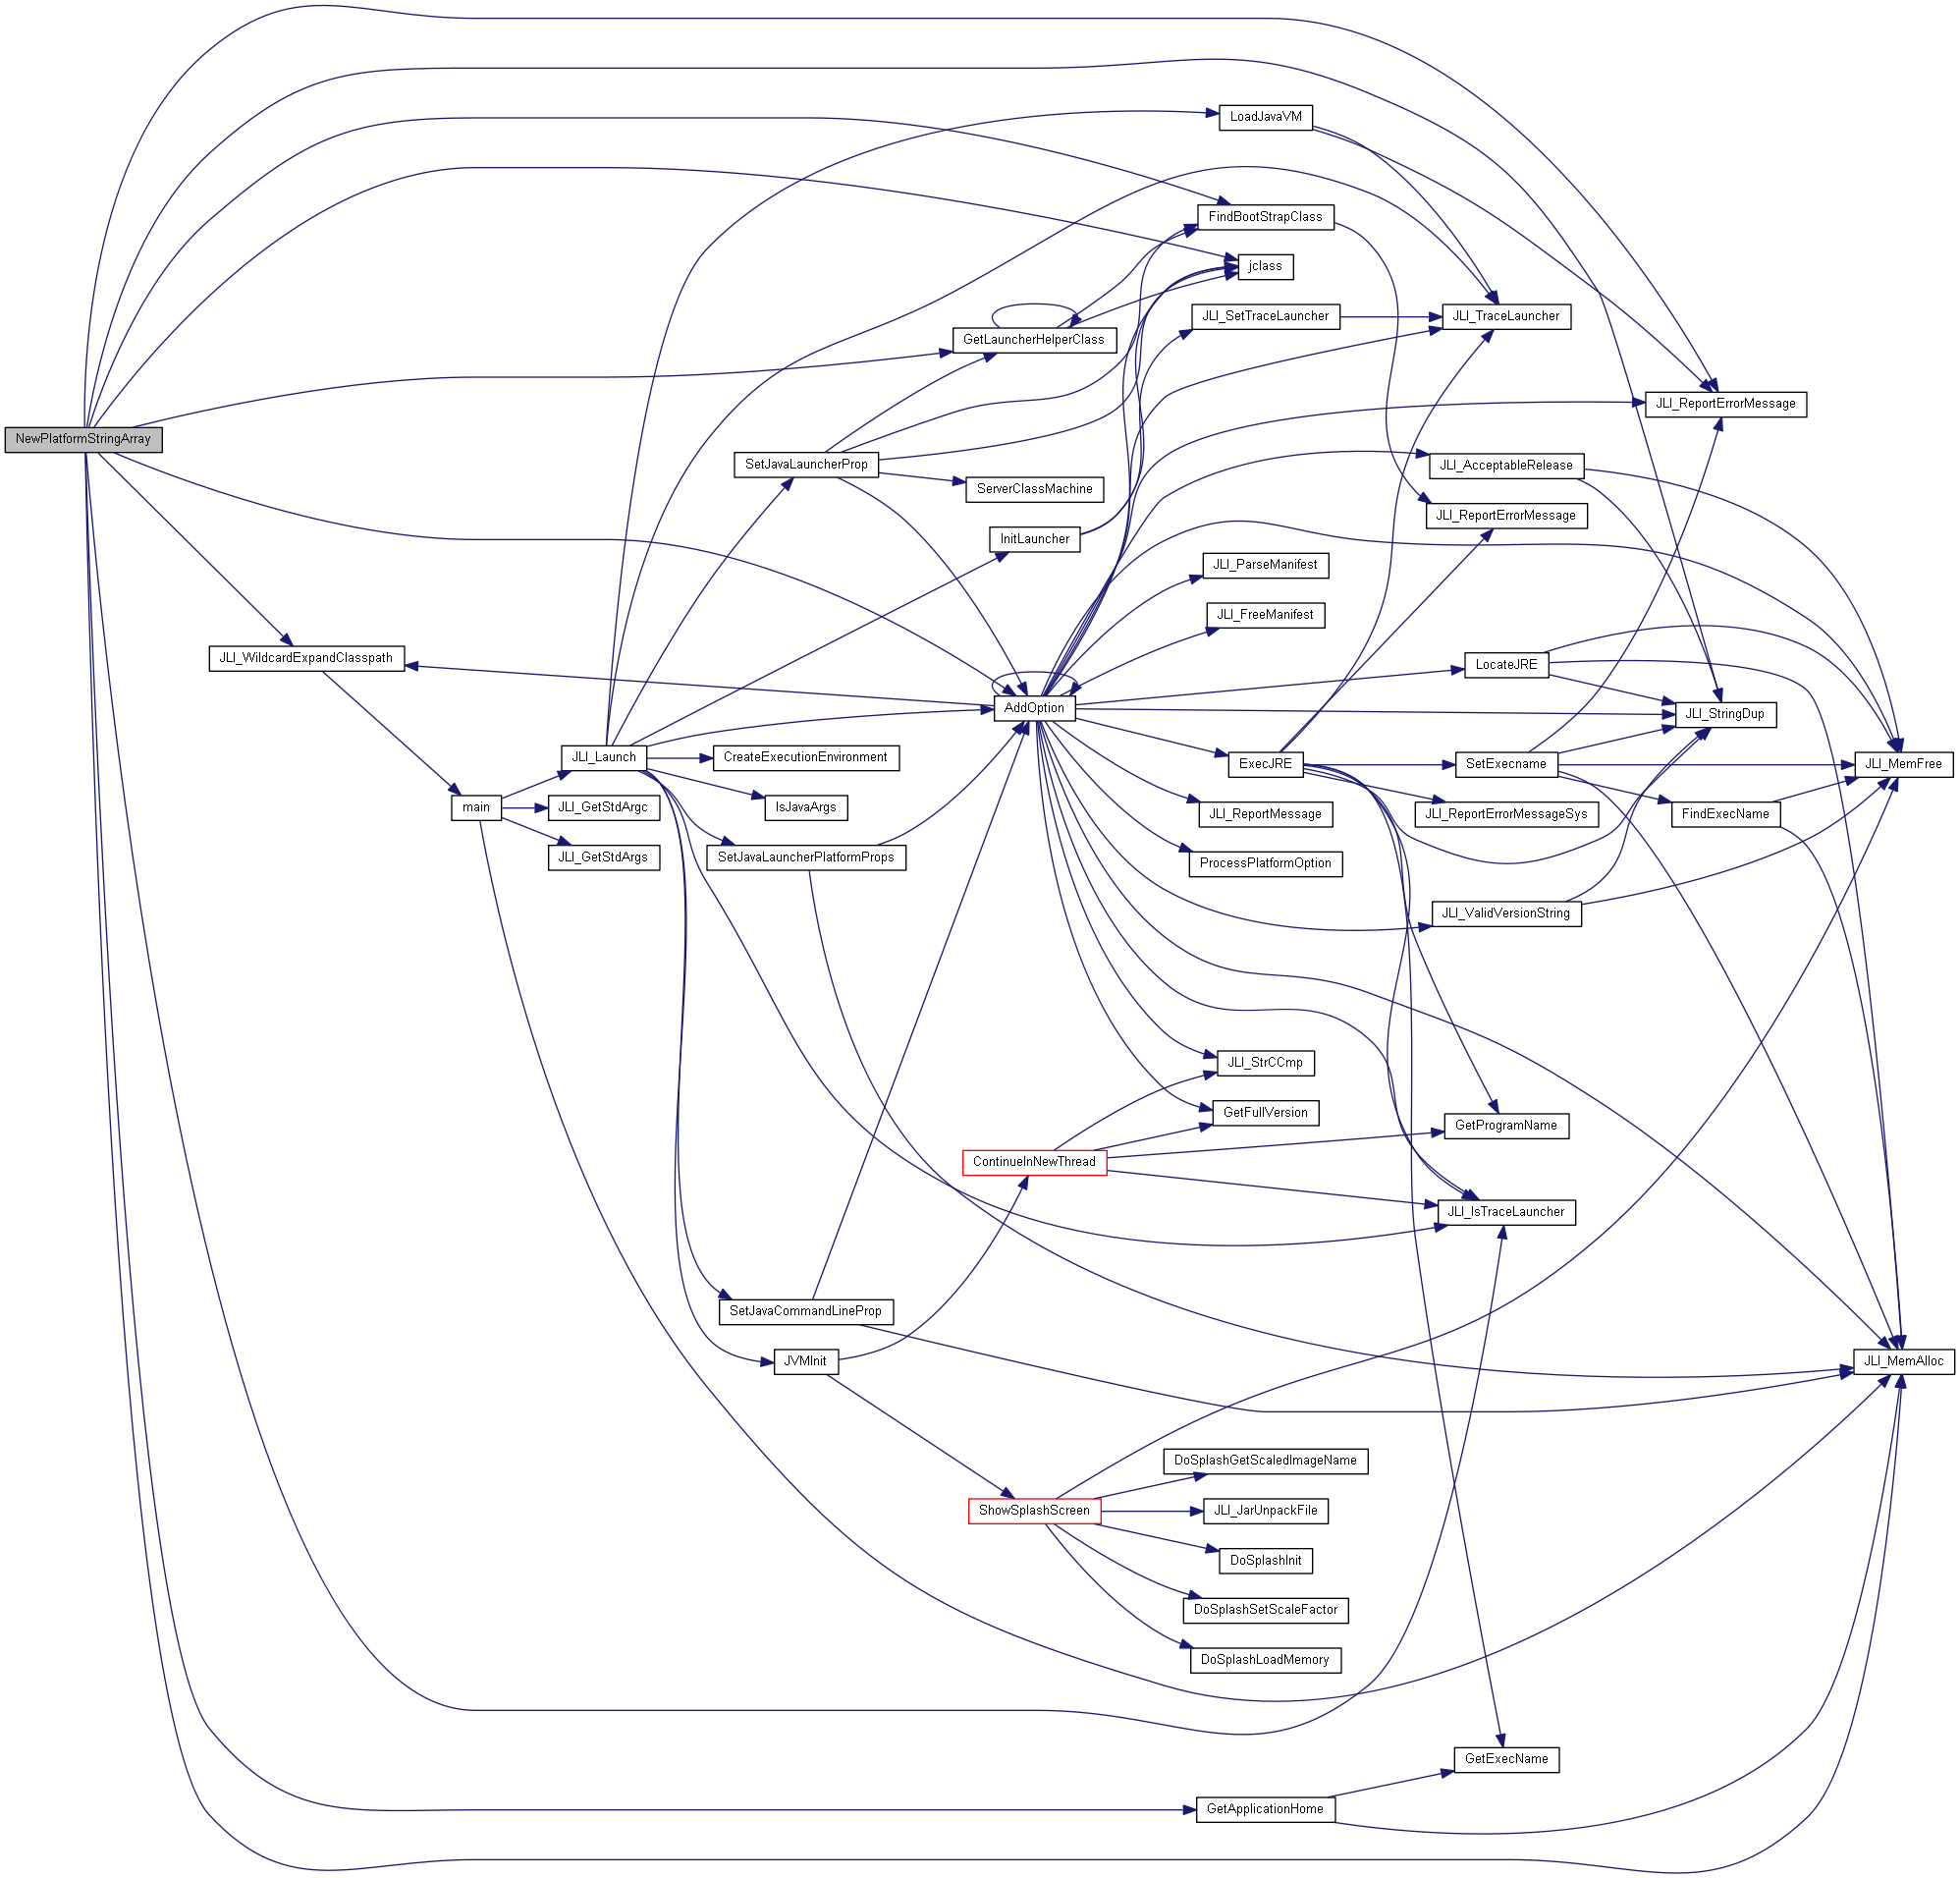 LoadJavaVM
FindBootStrapClass
jclass
JLI_SetTraceLauncher
JLI_TraceLauncher
GetLauncherHelperClass
JLI_ReportErrorMessage
NewPlatformStringArray
SetJavaLauncherProp
JLI_AcceptableRelease
ServerClassMachine
JLI_ReportErrorMessage
InitLauncher
JLI_ParseManifest
JLI_FreeManifest
JLI_WildcardExpandClasspath
LocateJRE
AddOption
JLI_StringDup
JLI_Launch
CreateExecutionEnvironment
ExecJRE
SetExecname
JLI_MemFree
main
JLI_GetStdArgc
IsJavaArgs
JLI_ReportMessage
JLI_ReportErrorMessageSys
FindExecName
JLI_GetStdArgs
SetJavaLauncherPlatformProps
ProcessPlatformOption
JLI_ValidVersionString
JLI_StrCCmp
GetFullVersion
GetProgramName
ContinueInNewThread
JLI_IsTraceLauncher
SetJavaCommandLineProp
JVMInit
JLI_MemAlloc
DoSplashGetScaledImageName
ShowSplashScreen
JLI_JarUnpackFile
DoSplashInit
DoSplashSetScaleFactor
DoSplashLoadMemory
GetExecName
GetApplicationHome